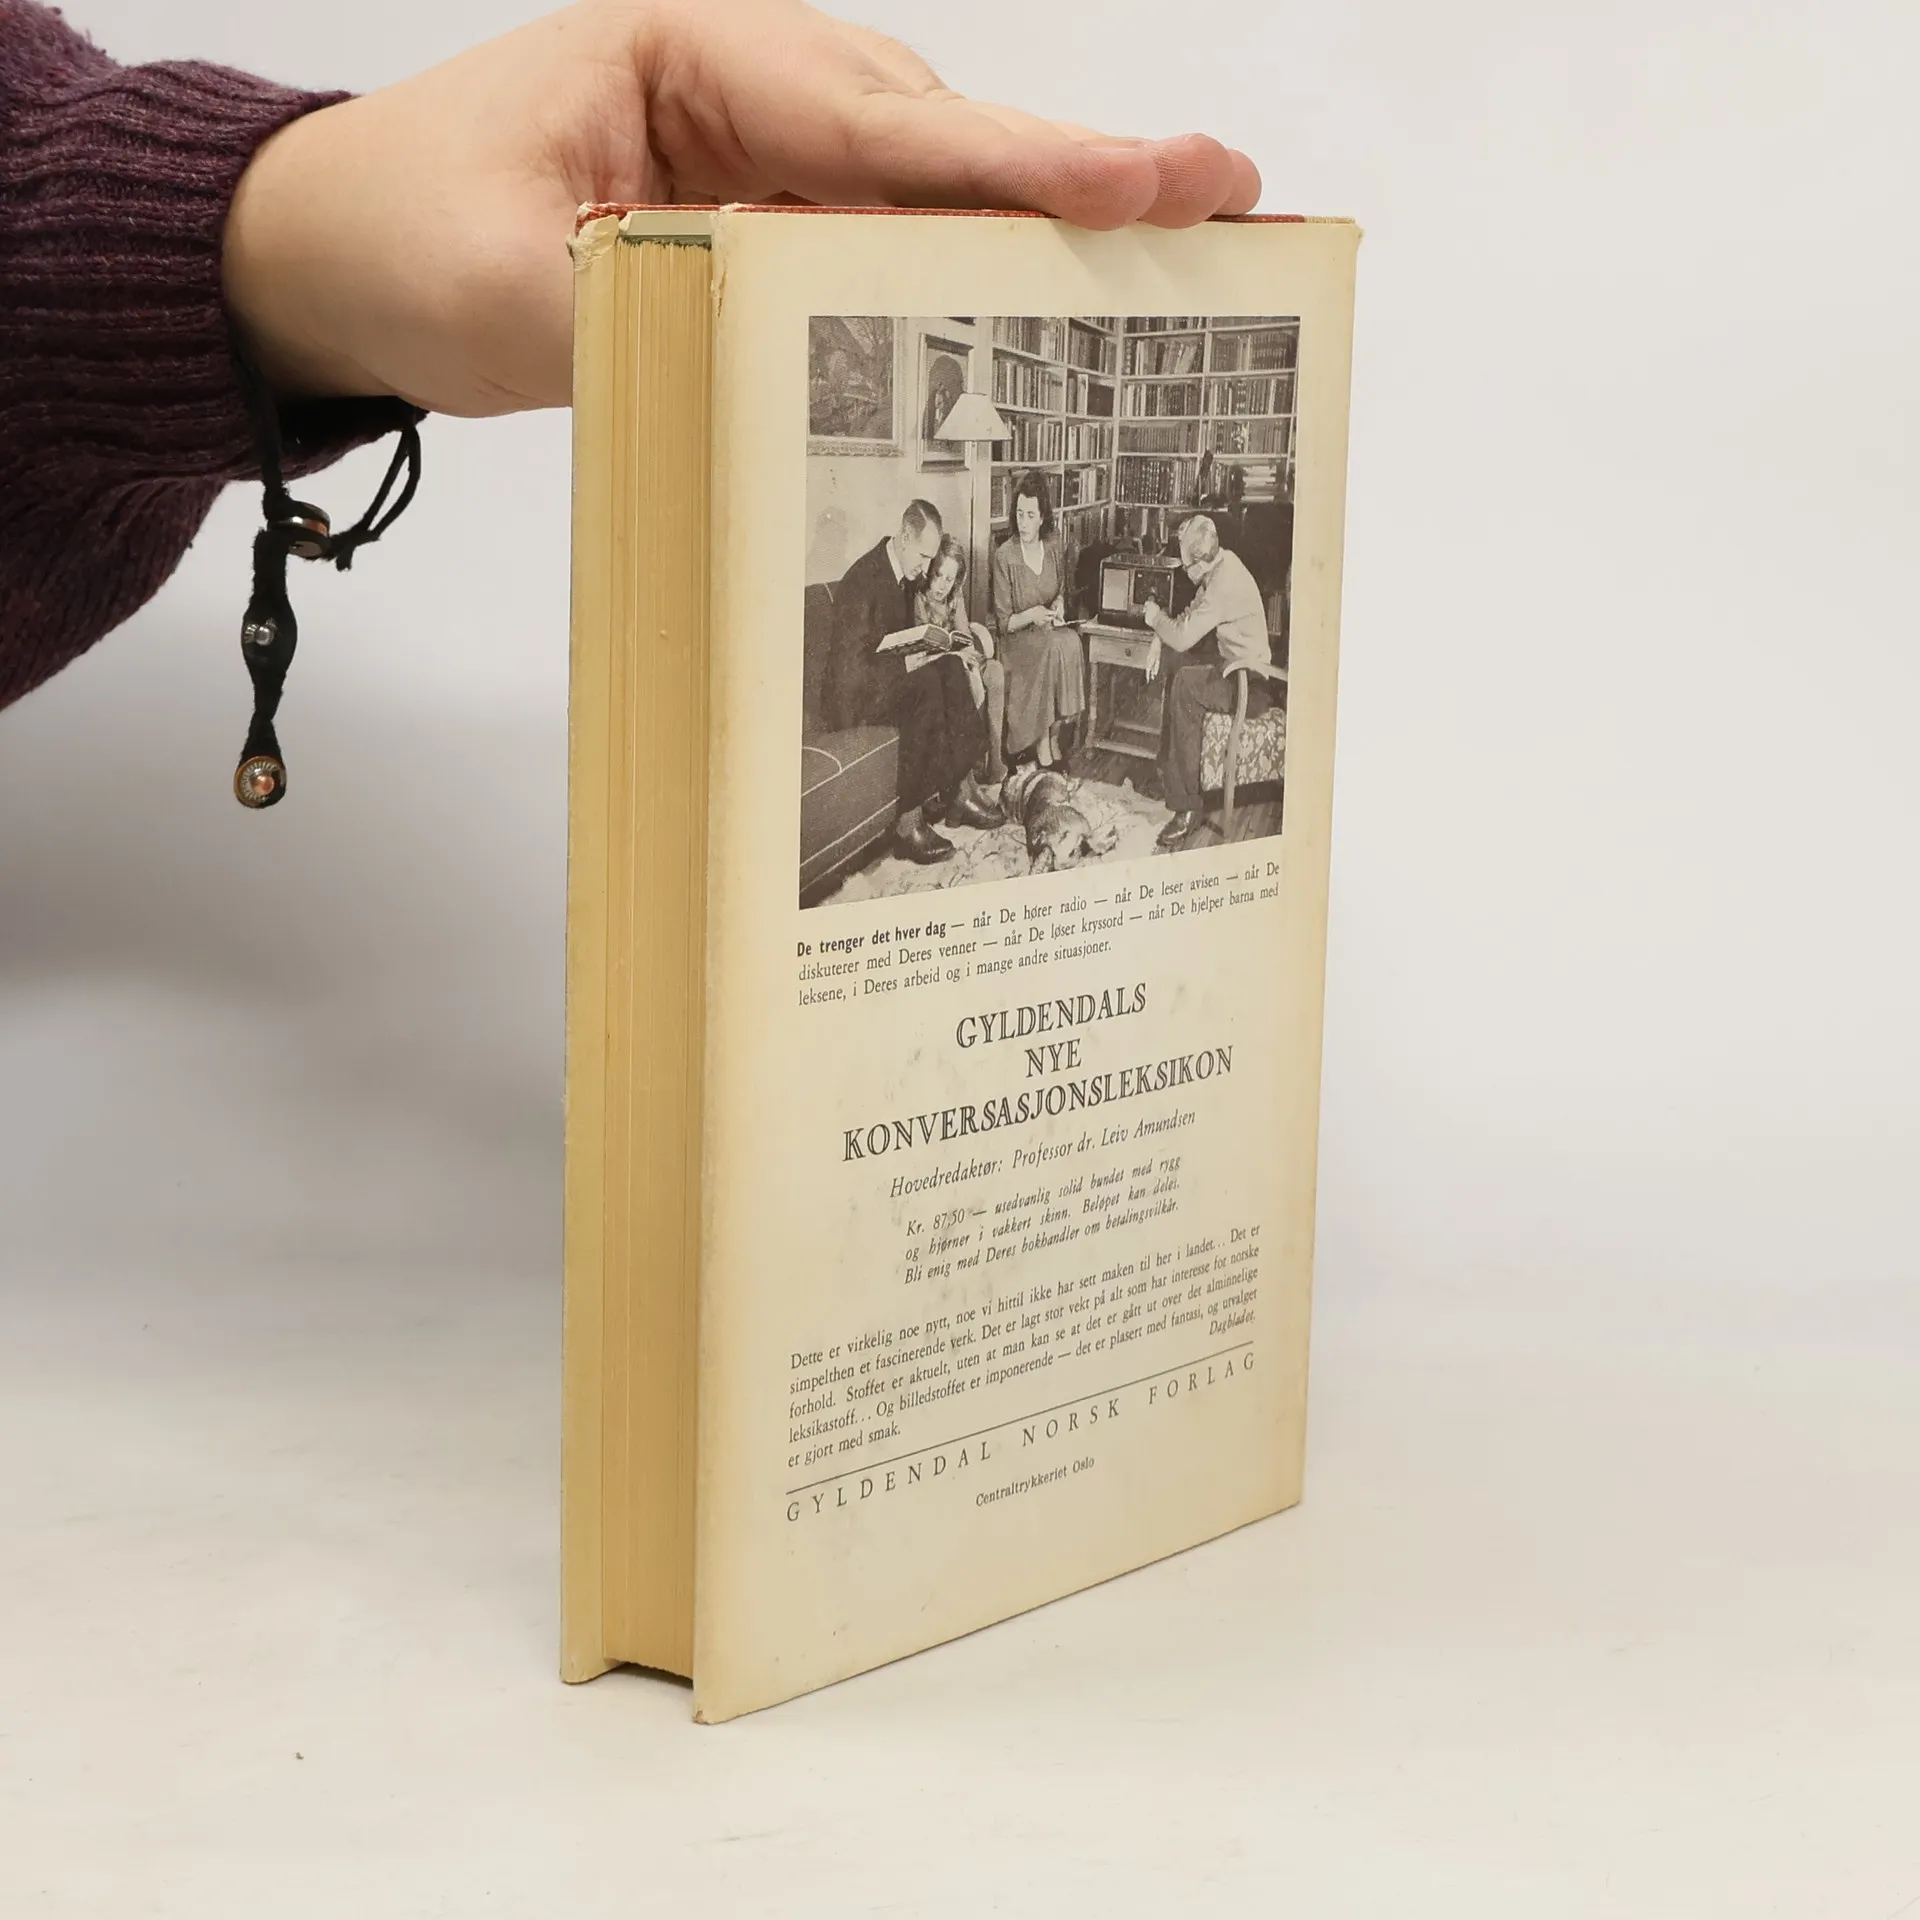 De trenger det hver dag — når De hører radio — når De leser avisen — når De
diskuterer med Deres venner — når De løser kryssord — når De hjelper barna med
leksene, i Deres arbeid og i mange andre situasjoner.
GYLDENDALS
NYE
KONVERSASJONSLEKSIKON
Hovedredaktør: Professor dr. Leiv Amundsen
Kr. 87,50 — usedvanlig solid bundet med rygg
og hjørner i vakkert skinn. Beløpet kan deles.
Bli enig med Deres bokhandler om betalingsvilkår.
Dette er virkelig noe nytt, noe vi hittil ikke har sett maken til her i landet... Det er
simpelthen et fascinerende verk. Det er lagt stor vekt på alt som har interesse for norske
forhold. Stoffet er aktuelt, uten at man kan se at det er gått ut over det alminnelige
leksikastoff... Og billedstoffet er imponerende — det er plasert med fantasi, og utvalget
er gjort med smak.
Dagbladet.
GYLDENDAL NORSK FORLAG
Centraltrykkeriet Oslo